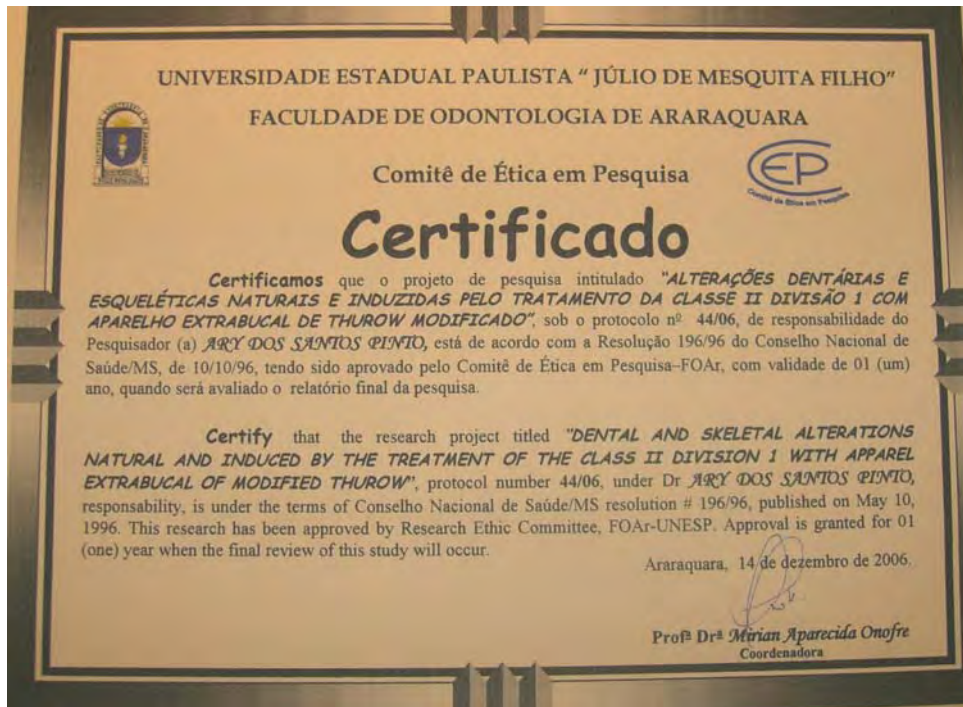 UNIVERSIDADE ESTADUAL PAULISTA “ JÚLIO DE MESQUITA FILHO”
FACULDADE DE ODONTOLOGIA DE ARARAQUARA
Comitê de Ética em Pesquisa
CEP
Comitê de Ética em Pesquisa
Certificado
Certificamos que o projeto de pesquisa intitulado "ALTERAÇÕES DENTÁRIAS E
ESQUELÉTICAS NATURAIS E INDUZIDAS PELO TRATAMENTO DA CLASSE II DIVISÃO 1 COM
APARELHO EXTRABUCAL DE THUROW MODIFICADO", sob o protocolo nº 44/06, de responsabilidade do
Pesquisador (a) ARY DOS SANTOS PINTO, está de acordo com a Resolução 196/96 do Conselho Nacional de
Saúde/MS, de 10/10/96, tendo sido aprovado pelo Comitê de Ética em Pesquisa–FOAr, com validade de 01 (um)
ano, quando será avaliado o relatório final da pesquisa.
Certify that the research project titled "DENTAL AND SKELETAL ALTERATIONS
NATURAL AND INDUCED BY THE TREATMENT OF THE CLASS II DIVISION 1 WITH APPAREL
EXTRABUCAL OF MODIFIED THUROW", protocol number 44/06, under Dr ARY DOS SANTOS PINTO,
responsability, is under the terms of Conselho Nacional de Saúde/MS resolution # 196/96, published on May 10,
1996. This research has been approved by Research Ethic Committee, FOAr-UNESP. Approval is granted for 01
(one) year when the final review of this study will occur.
Araraquara, 14 de dezembro de 2006.
Profª Drª Mirian Aparecida Onofre
Coordenadora